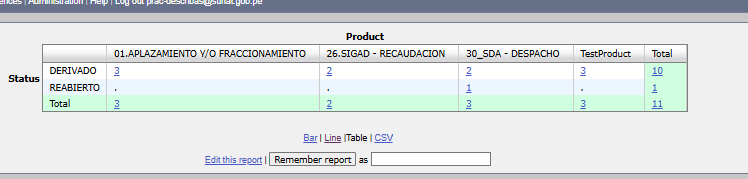 ences | Administration | Help | Log out prac-describas@sunat.gob.pe
Product
01.APLAZAMIENTO Y/O FRACCIONAMIENTO 26.SIGAD - RECAUDACION 30_SDA - DESPACHO TestProduct Total
Status
DERIVADO 3 2 2 3 10
REABIERTO . . 1 . 1
Total 3 2 3 3 11
Bar | Line |Table | CSV
Edit this report | Remember report as